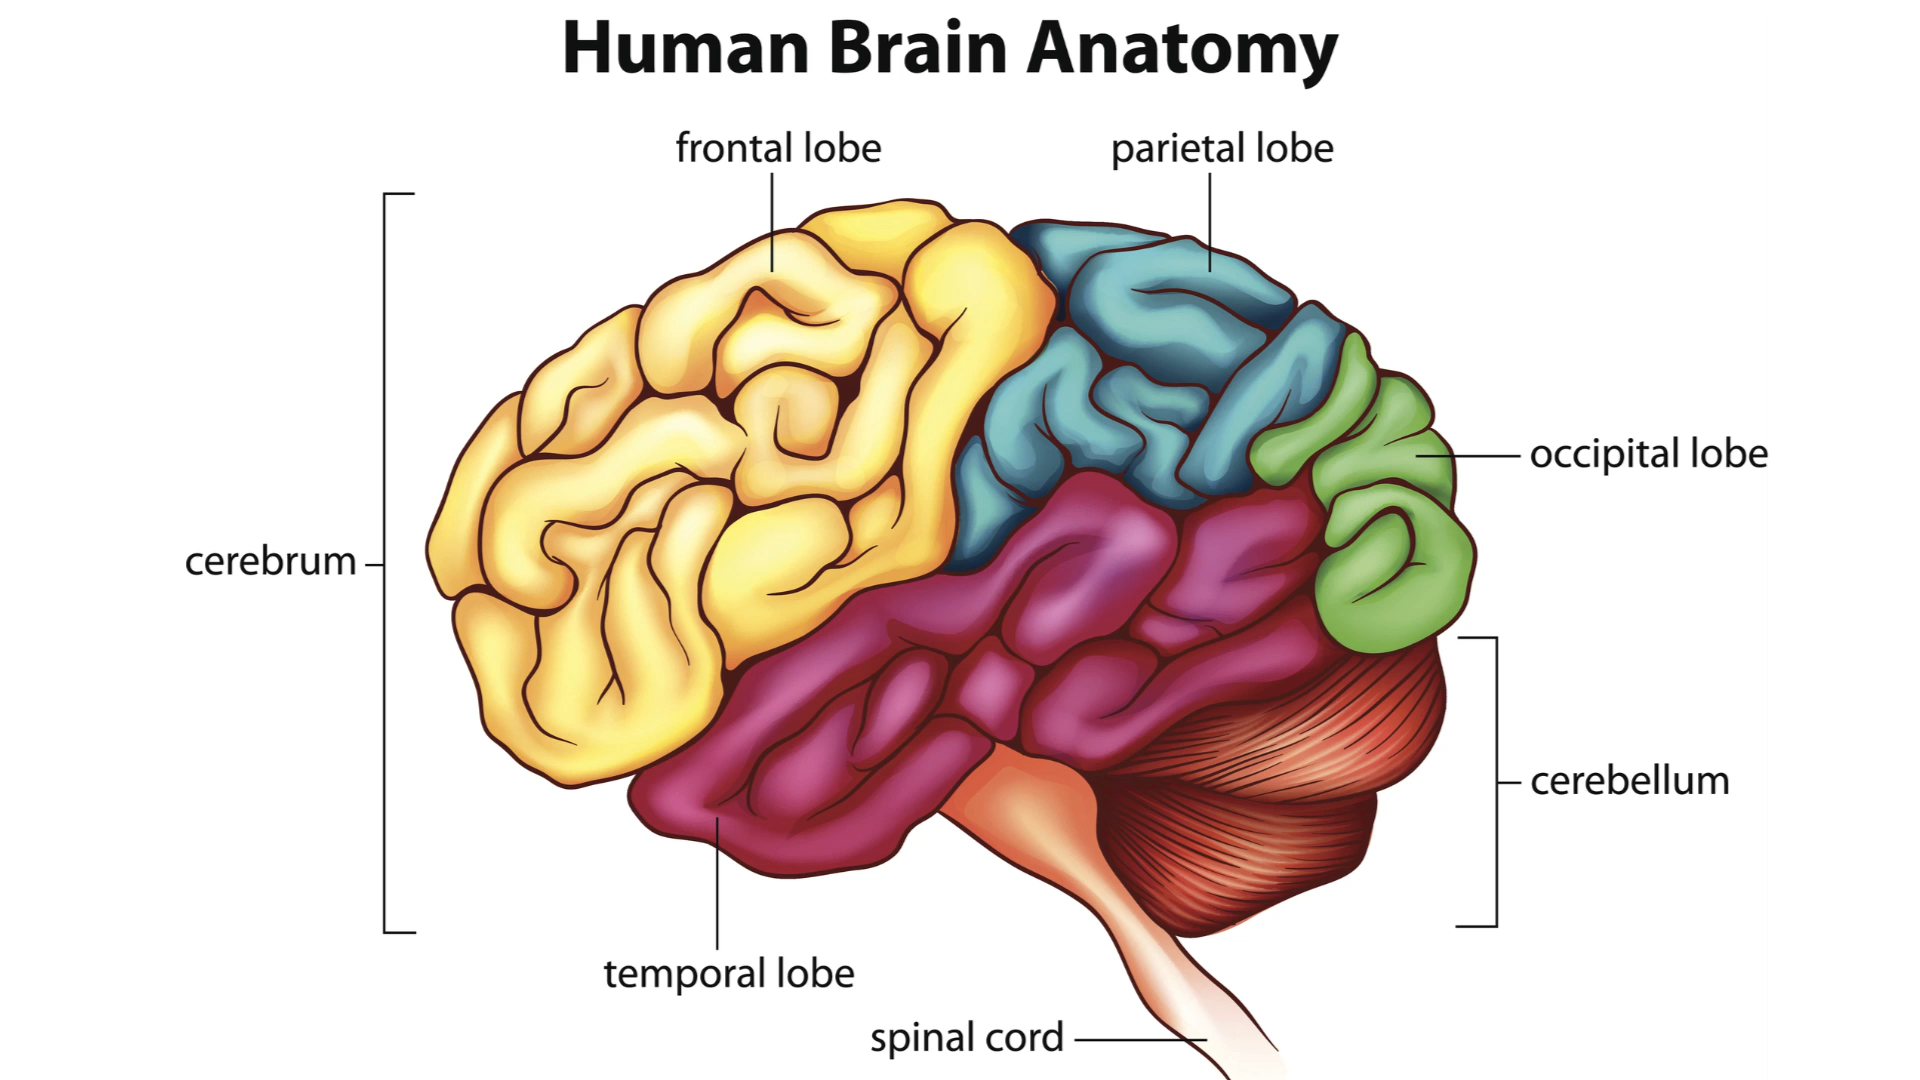 Human Brain Anatomy
frontal lobe
parietal lobe
occipital lobe
cerebrum
cerebellum
temporal lobe
spinal cord